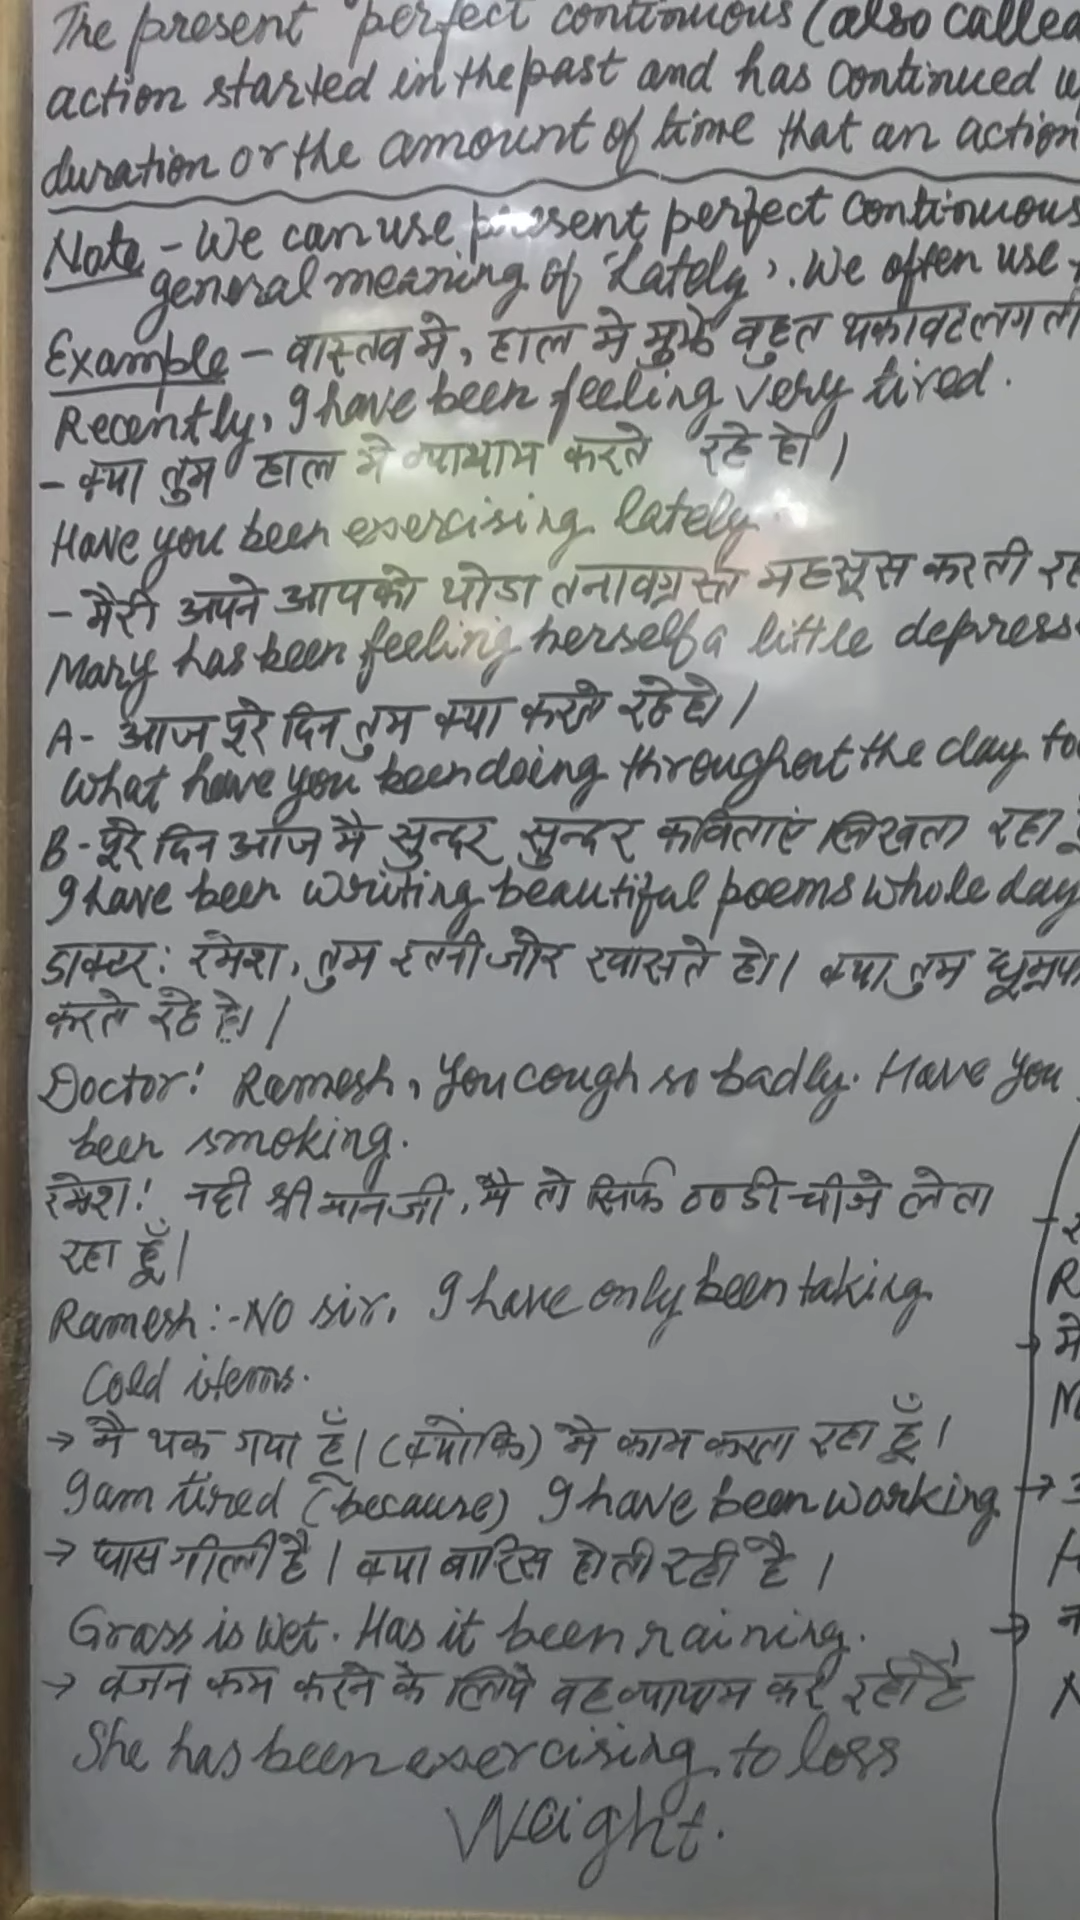 The present perfect continuous (also called
action started in the past and has continued
duration or the amount of time that an action
Note - We can use present perfect continuous
general meaning of 'Lately'. We often use
Example - वास्तव मे, हाल मे मुझे बहुत थकावट लगती
Recently, I have been feeling very tired.
- क्या तुम हाल मे व्यायाम करते रहे हो।
Have you been exercising lately.
- मैरी अपने आपको थोडा तनावग्रस्त महसूस करती
Mary has been feeling herself a little depress
A- आज पूरे दिन तुम क्या करते रहे हो।
What have you been doing throughout the day to
B- पूरे दिन आज मै सुन्दर सुन्दर कविताएं लिखता रहा
I have been writing beautiful poems whole day
डाक्टर: रमेश, तुम इतनी जोर खासते हो। क्या तुम धूम्रपा
करते रहे हो।
Doctor: Ramesh, You cough so badly. Have you
been smoking.
रमेश: नही श्रीमानजी, मै तो सिर्फ ठण्डी चीजे लेता
रहा हूँ।
Ramesh:- No sir, I have only been taking
Cold items.
→ मै थक गया हूँ। (क्योकि) मै काम करता रहा हूँ।
I am tired (because) I have been working
→ घास गीली है। क्या बारिस होती रही है।
Grass is wet. Has it been raining.
→ वजन कम करने के लिये वह व्यायाम कर रही है
She has been exercising to loss
Weight.